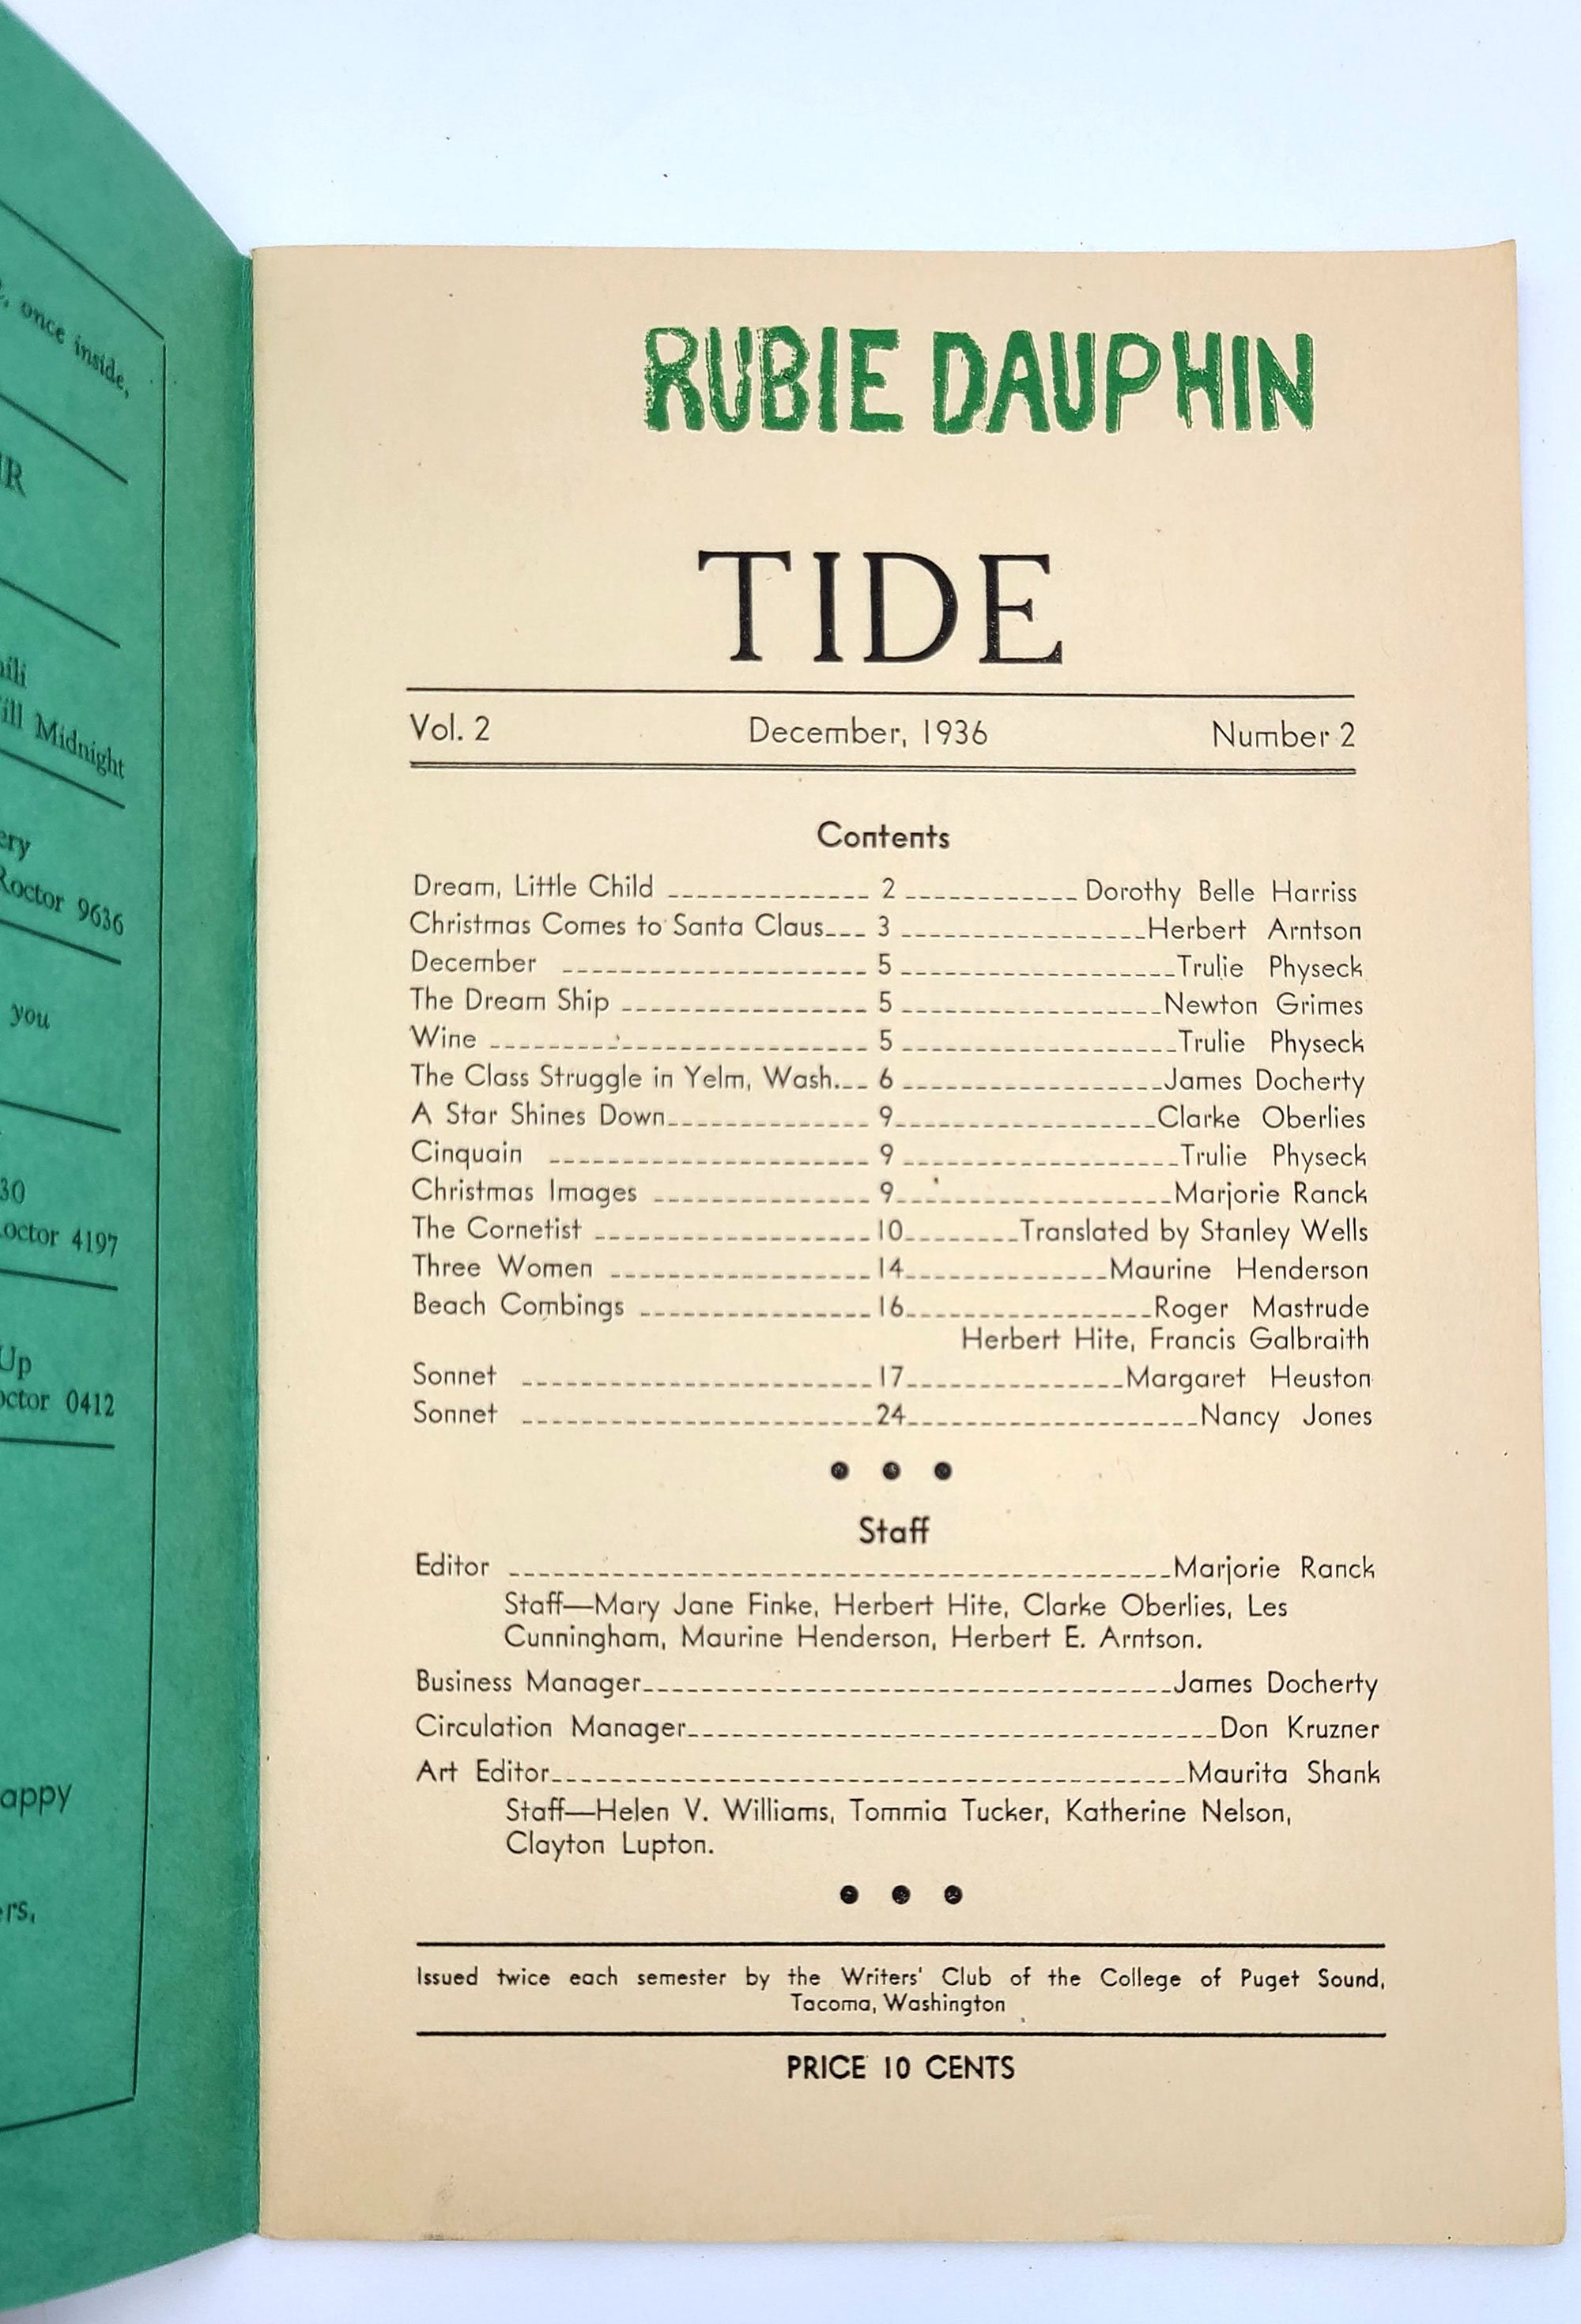 , once inside,
Till Midnight
9636
you
30
4197
Up
0412
RUBIE DAUPHIN
TIDE
Vol. 2 December, 1936 Number 2
Contents
Dream, Little Child 2 Dorothy Belle Harriss
Christmas Comes to Santa Claus 3 Herbert Arntson
December 5 Trulie Physeck
The Dream Ship 5 Newton Grimes
Wine 5 Trulie Physeck
The Class Struggle in Yelm, Wash. 6 James Docherty
A Star Shines Down 9 Clarke Oberlies
Cinquain 9 Trulie Physeck
Christmas Images 9 Marjorie Ranck
The Cornetist 10 Translated by Stanley Wells
Three Women 14 Maurine Henderson
Beach Combings 16 Roger Mastrude
Herbert Hite, Francis Galbraith
Sonnet 17 Margaret Heuston
Sonnet 24 Nancy Jones
Staff
Editor Marjorie Ranck
Staff—Mary Jane Finke, Herbert Hite, Clarke Oberlies, Les
Cunningham, Maurine Henderson, Herbert E. Arntson.
Business Manager James Docherty
Circulation Manager Don Kruzner
Art Editor Maurita Shank
Staff—Helen V. Williams, Tommia Tucker, Katherine Nelson,
Clayton Lupton.
Issued twice each semester by the Writers' Club of the College of Puget Sound,
Tacoma, Washington
PRICE 10 CENTS